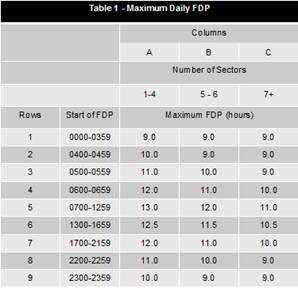 Table 1 - Maximum Daily FDP
Columns
A B C
Number of Sectors
1-4 5 - 6 7+
Rows Start of FDP Maximum FDP (hours)
1 0000-0359 9.0 9.0 9.0
2 0400-0459 10.0 9.0 9.0
3 0500-0559 11.0 10.0 9.0
4 0600-0659 12.0 11.0 10.0
5 0700-1259 13.0 12.0 11.0
6 1300-1659 12.5 11.5 10.5
7 1700-2159 12.0 11.0 10.0
8 2200-2259 11.0 10.0 9.0
9 2300-2359 10.0 9.0 9.0